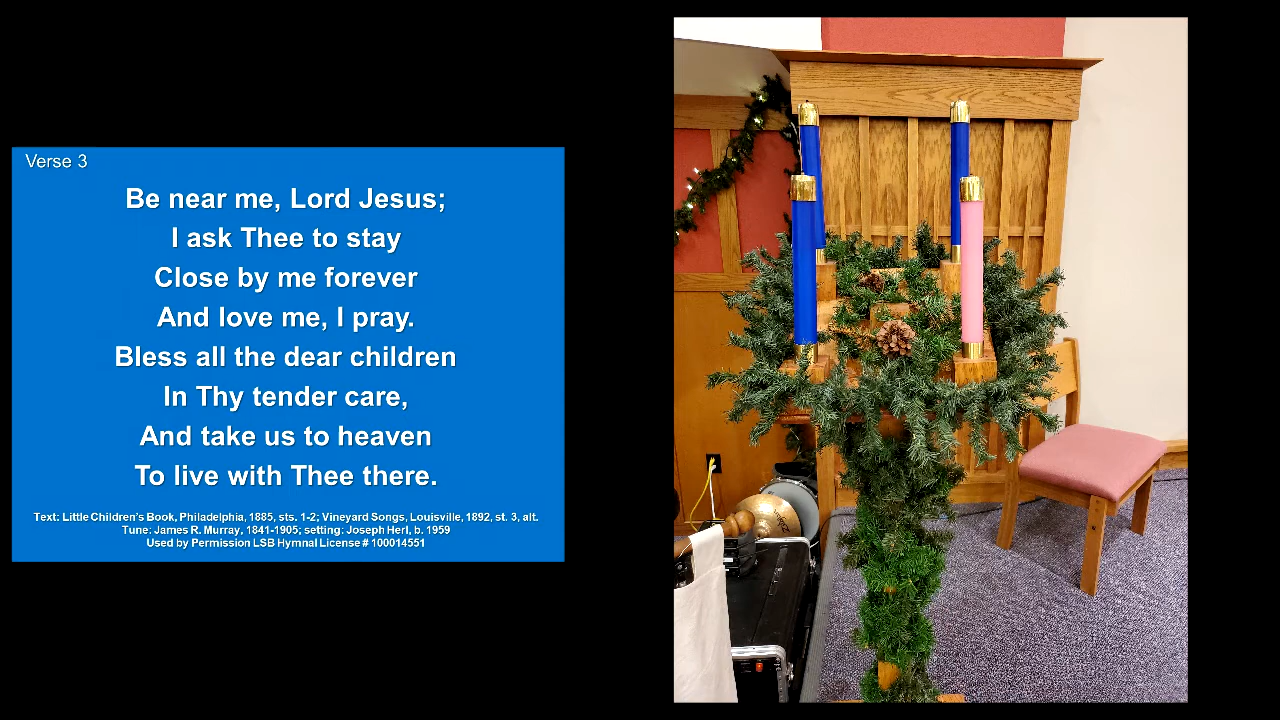 Verse 3
Be near me, Lord Jesus;
I ask Thee to stay
Close by me forever
And love me, I pray.
Bless all the dear children
In Thy tender care,
And take us to heaven
To live with Thee there.
Text: Little Children's Book, Philadelphia, 1885, sts. 1-2; Vineyard Songs, Louisville, 1892, st. 3, alt.
Tune: James R. Murray, 1841-1905; setting: Joseph Herl, b. 1959
Used by Permission LSB Hymnal License # 100014551